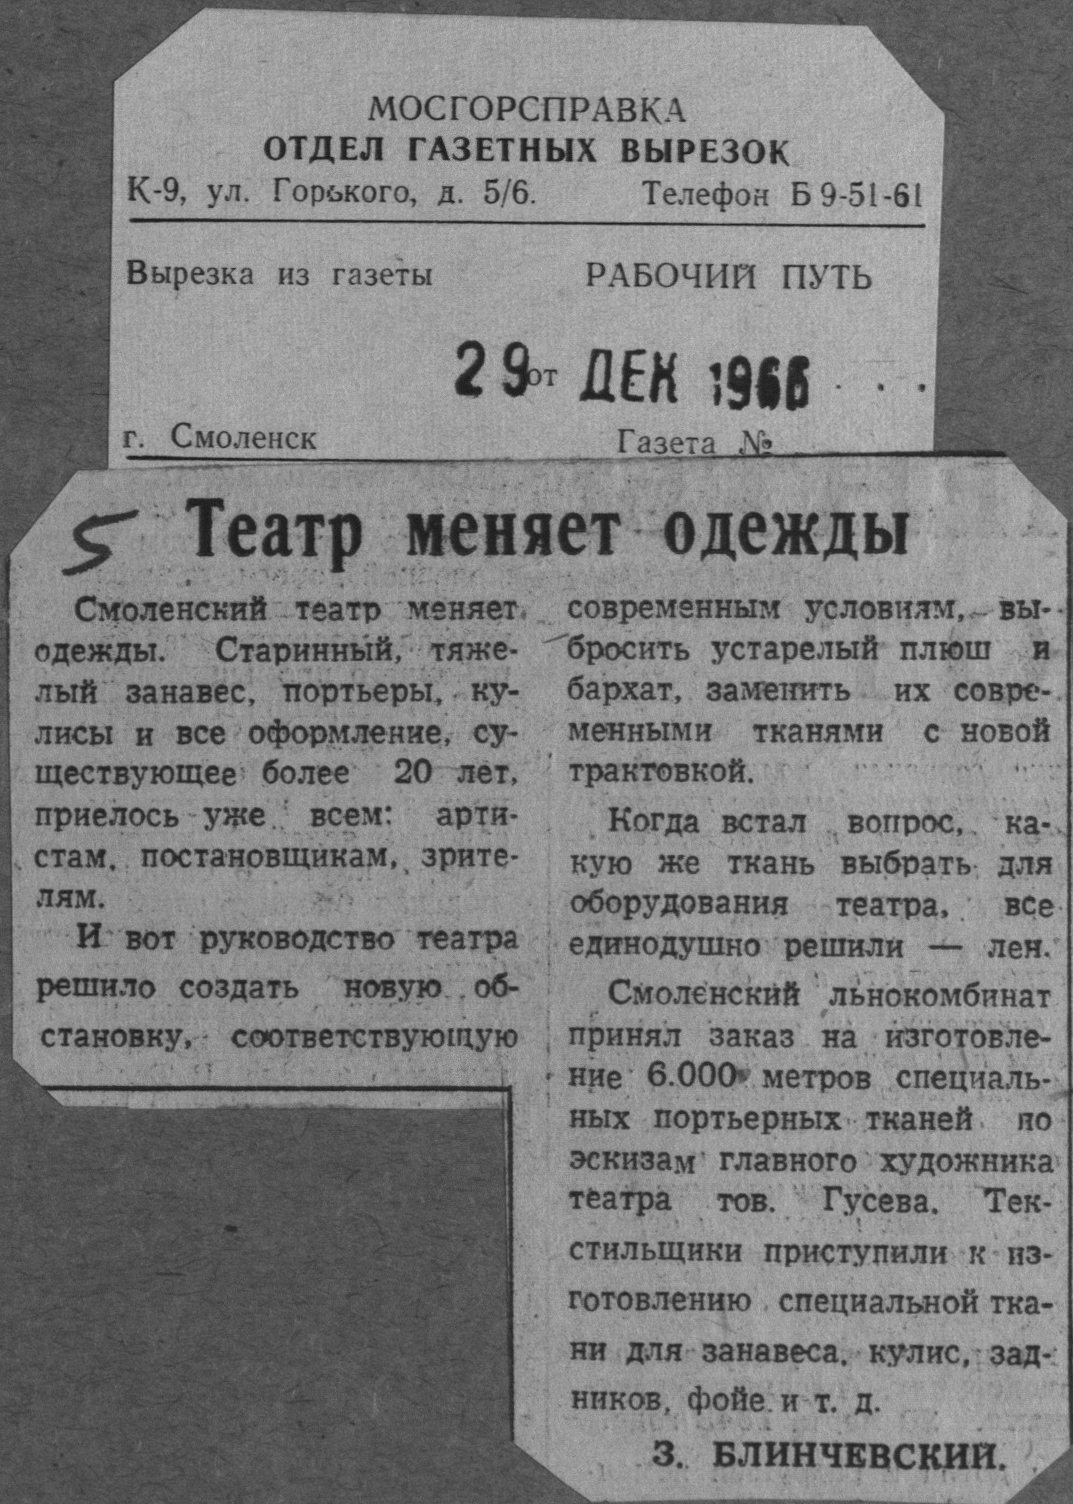 МОСГОРСПРАВКА
ОТДЕЛ ГАЗЕТНЫХ ВЫРЕЗОК
К-9, ул. Горького, д. 5/6. Телефон Б 9-51-61
Вырезка из газеты РАБОЧИЙ ПУТЬ
29 от ДЕК 1966 . . .
г. Смоленск Газета №
5 Театр меняет одежды
Смоленский театр меняет
одежды. Старинный, тяже-
лый занавес, портьеры, ку-
лисы и все оформление, су-
ществующее более 20 лет,
приелось уже всем: арти-
стам, постановщикам, зрите-
лям.
И вот руководство театра
решило создать новую об-
становку, соответствующую
современным условиям, вы-
бросить устарелый плюш и
бархат, заменить их совре-
менными тканями с новой
трактовкой.
Когда встал вопрос, ка-
кую же ткань выбрать для
оборудования театра, все
единодушно решили — лен.
Смоленский льнокомбинат
принял заказ на изготовле-
ние 6.000 метров специаль-
ных портьерных тканей по
эскизам главного художника
театра тов. Гусева. Тек-
стильщики приступили к из-
готовлению специальной тка-
ни для занавеса, кулис, зад-
ников, фойе и т. д.
З. БЛИНЧЕВСКИЙ.